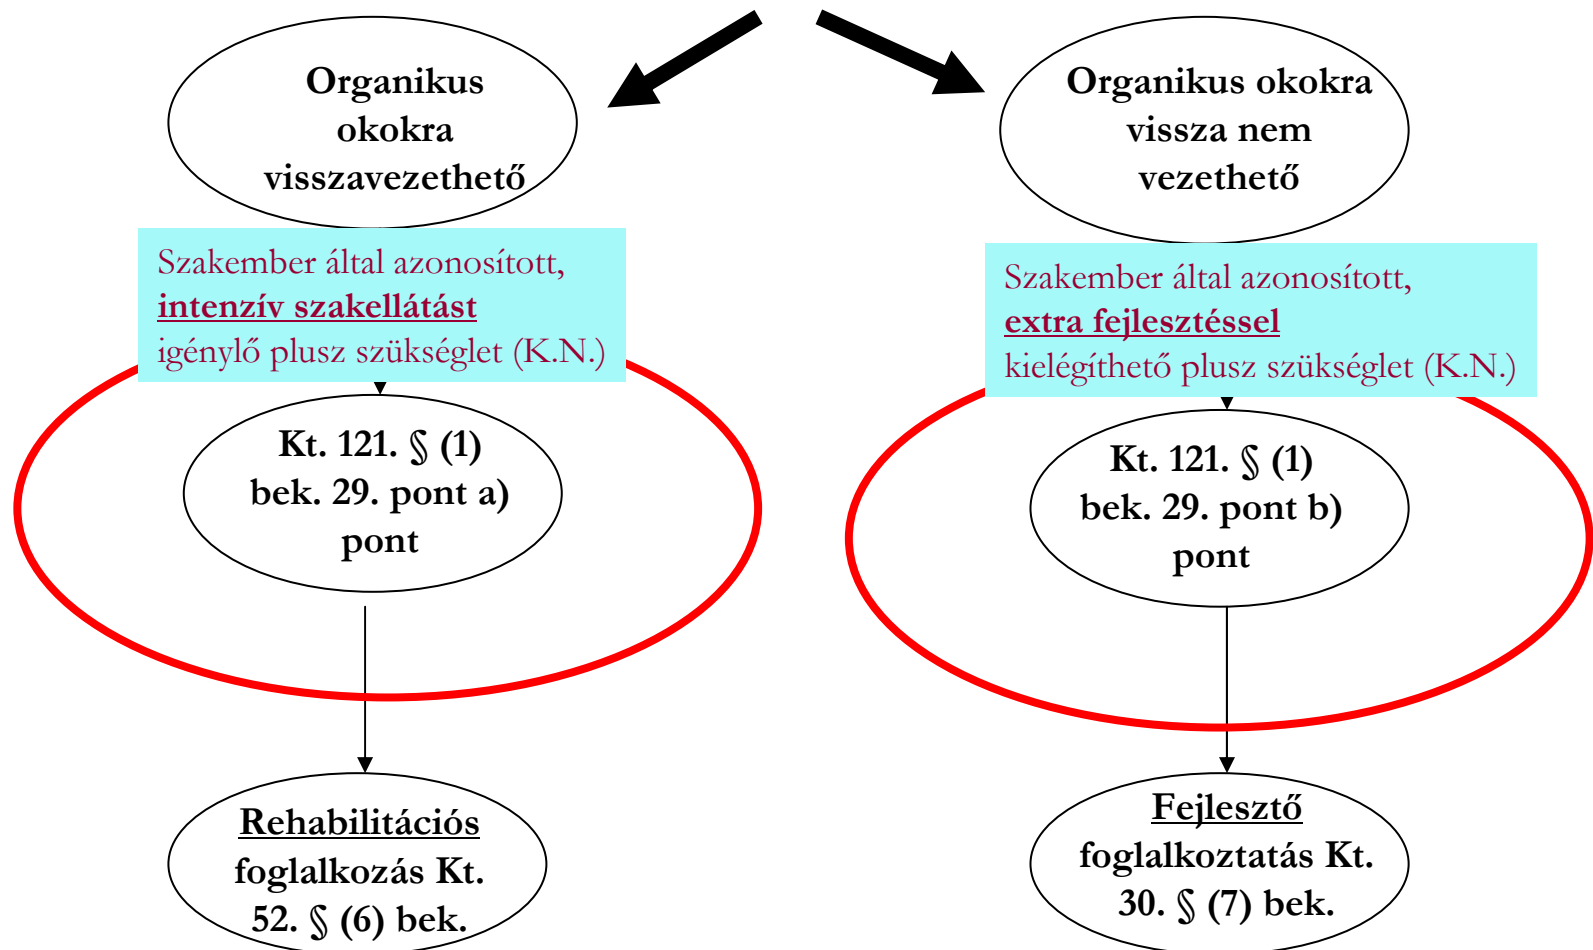 Organikus
okokra
visszavezethető
Szakember által azonosított,
intenzív szakellátást
igénylő plusz szükséglet (K.N.)
Kt. 121. § (1)
bek. 29. pont a)
pont
Rehabilitációs
foglalkozás Kt.
52. § (6) bek.
Organikus okokra
vissza nem
vezethető
Szakember által azonosított,
extra fejlesztéssel
kielégíthető plusz szükséglet (K.N.)
Kt. 121. § (1)
bek. 29. pont b)
pont
Fejlesztő
foglalkoztatás Kt.
30. § (7) bek.